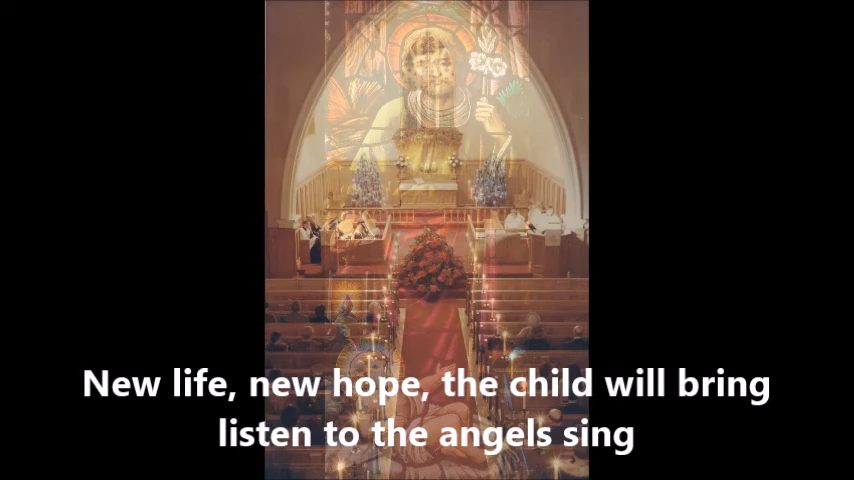 New life, new hope, the child will bring
listen to the angels sing